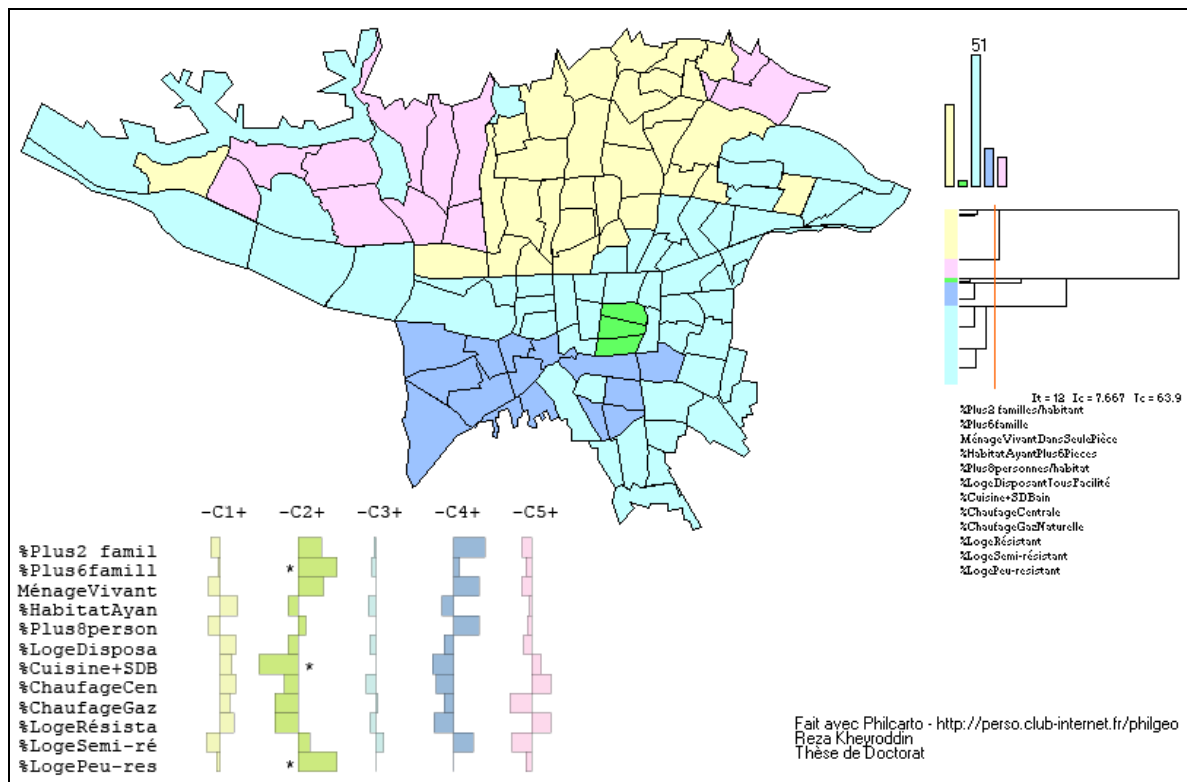 51
It = 12 Ic = 7.667 Tc = 63.9
%Plus2 familles/habitant
%Plus6famille
MénageVivantDansSeulePièce
%HabitatAyantPlus6Pieces
%Plus8personnes/habitat
%LogeDisposantTousFacilité
%Cuisine+SDBain
%ChaufageCentrale
%ChaufageGazNaturelle
%LogeRésistant
%LogeSemi-résistant
%LogePeu-resistant
-C1+ -C2+ -C3+ -C4+ -C5+
%Plus2 famil
%Plus6famill *
MénageVivant
%HabitatAyan
%Plus8person
%LogeDisposa
%Cuisine+SDB *
%ChaufageCen
%ChaufageGaz
%LogeRésista
%LogeSemi-ré
%LogePeu-res *
Fait avec Philcarto - http://perso.club-internet.fr/philgeo
Reza Kheyroddin
Thèse de Doctorat